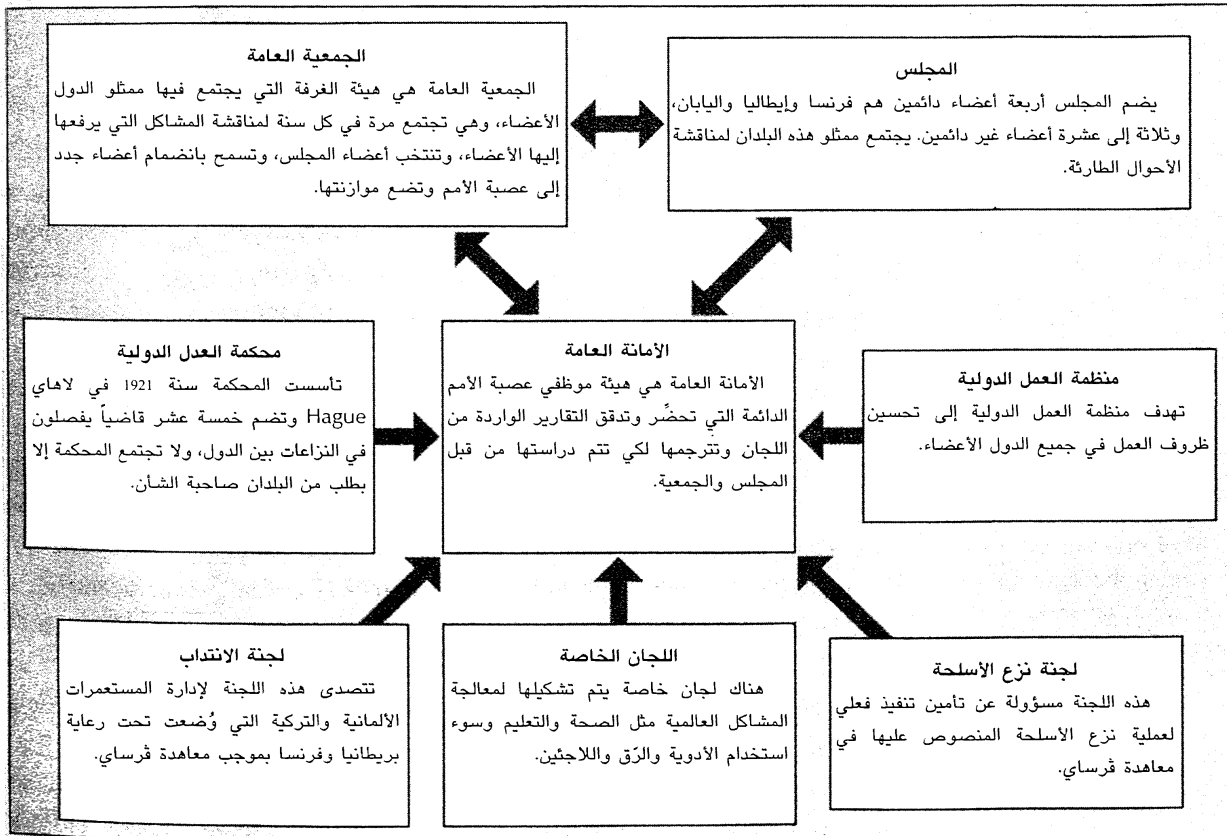 المجلس
يضم المجلس أربعة أعضاء دائمين هم فرنسا وإيطاليا واليابان،
وثلاثة إلى عشرة أعضاء غير دائمين. يجتمع ممثلو هذه البلدان لمناقشة
الأحوال الطارئة.
الجمعية العامة
الجمعية العامة هي هيئة الغرفة التي يجتمع فيها ممثلو الدول
الأعضاء، وهي تجتمع مرة في كل سنة لمناقشة المشاكل التي يرفعها
إليها الأعضاء، وتنتخب أعضاء المجلس، وتسمح بانضمام أعضاء جدد
إلى عصبة الأمم وتضع موازنتها.
منظمة العمل الدولية
تهدف منظمة العمل الدولية إلى تحسين
ظروف العمل في جميع الدول الأعضاء.
الأمانة العامة
الأمانة العامة هي هيئة موظفي عصبة الأمم
الدائمة التي تحضِّر وتدقق التقارير الواردة من
اللجان وتترجمها لكي تتم دراستها من قبل
المجلس والجمعية.
محكمة العدل الدولية
تأسست المحكمة سنة 1921 في لاهاي
Hague وتضم خمسة عشر قاضياً يفصلون
في النزاعات بين الدول، ولا تجتمع المحكمة إلا
بطلب من البلدان صاحبة الشأن.
لجنة نزع الأسلحة
هذه اللجنة مسؤولة عن تأمين تنفيذ فعلي
لعملية نزع الأسلحة المنصوص عليها في
معاهدة ڤرساي.
اللجان الخاصة
هناك لجان خاصة يتم تشكيلها لمعالجة
المشاكل العالمية مثل الصحة والتعليم وسوء
استخدام الأدوية والرّق واللاجئين.
لجنة الانتداب
تتصدى هذه اللجنة لإدارة المستعمرات
الألمانية والتركية التي وُضعت تحت رعاية
بريطانيا وفرنسا بموجب معاهدة ڤرساي.